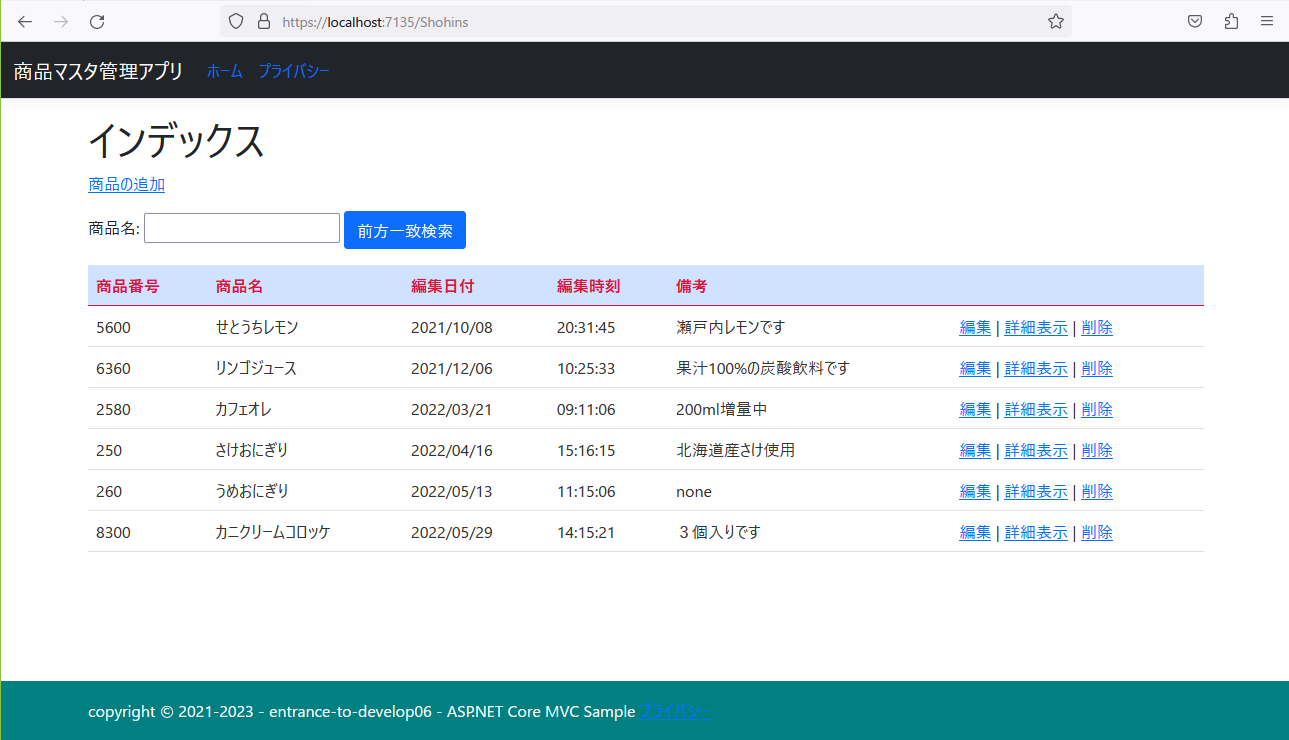 https://localhost:7135/Shohins
商品マスタ管理アプリ ホーム プライバシー
インデックス
商品の追加
商品名: 前方一致検索
商品番号 商品名 編集日付 編集時刻 備考
5600 せとうちレモン 2021/10/08 20:31:45 瀬戸内レモンです 編集 | 詳細表示 | 削除
6360 リンゴジュース 2021/12/06 10:25:33 果汁100%の炭酸飲料です 編集 | 詳細表示 | 削除
2580 カフェオレ 2022/03/21 09:11:06 200ml増量中 編集 | 詳細表示 | 削除
250 さけおにぎり 2022/04/16 15:16:15 北海道産さけ使用 編集 | 詳細表示 | 削除
260 うめおにぎり 2022/05/13 11:15:06 none 編集 | 詳細表示 | 削除
8300 カニクリームコロッケ 2022/05/29 14:15:21 ３個入りです 編集 | 詳細表示 | 削除
copyright © 2021-2023 - entrance-to-develop06 - ASP.NET Core MVC Sample プライバシー